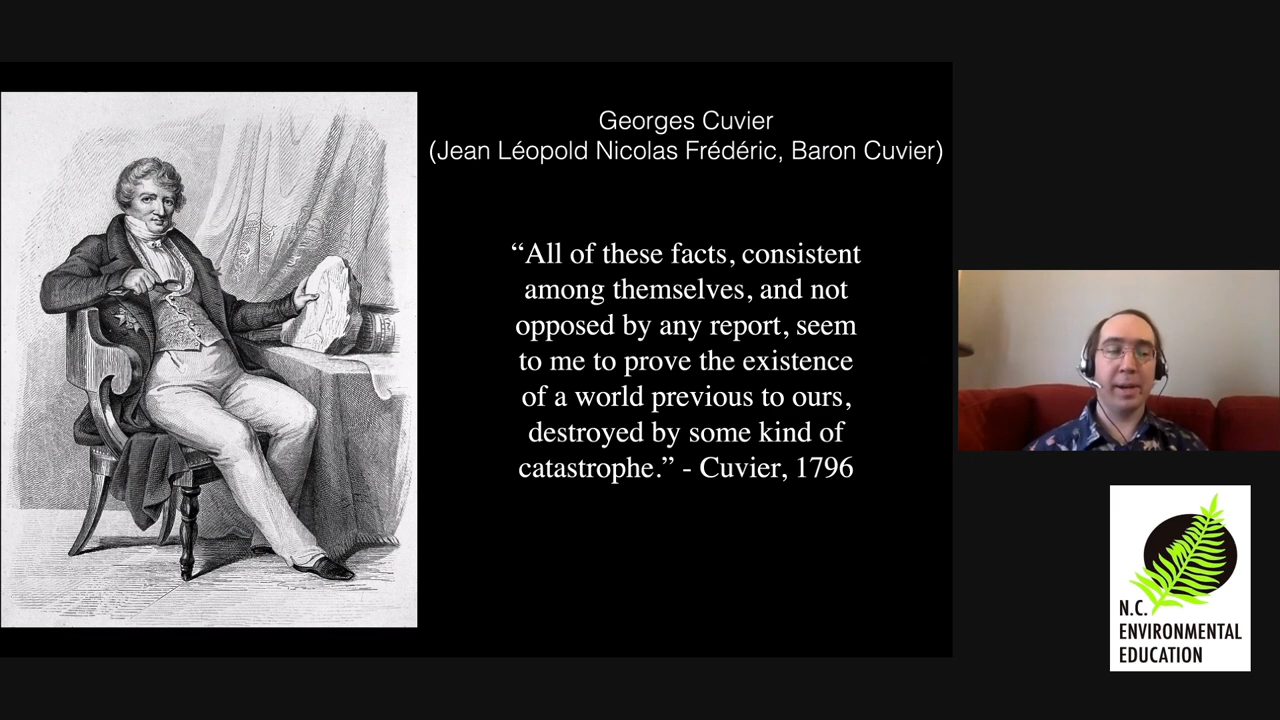 Georges Cuvier
(Jean Léopold Nicolas Frédéric, Baron Cuvier)
“All of these facts, consistent
among themselves, and not
opposed by any report, seem
to me to prove the existence
of a world previous to ours,
destroyed by some kind of
catastrophe.” - Cuvier, 1796
N.C.
ENVIRONMENTAL
EDUCATION